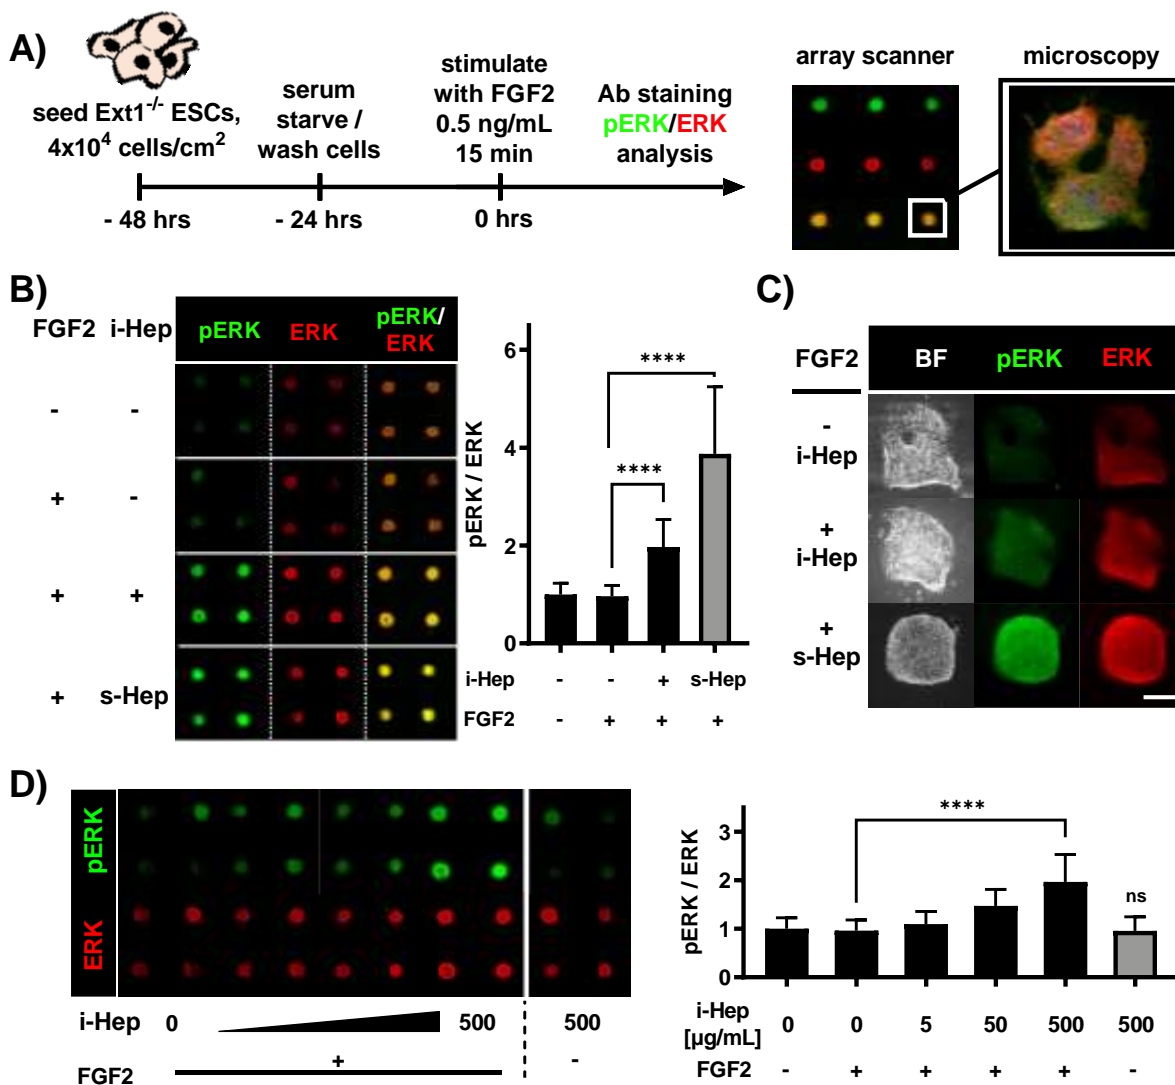 A)
seed Ext1-/- ESCs,
4x10^4 cells/cm^2
serum
starve /
wash cells
stimulate
with FGF2
0.5 ng/mL
15 min
Ab staining
pERK/ERK
analysis
- 48 hrs
- 24 hrs
0 hrs
array scanner
microscopy
B)
FGF2 i-Hep
pERK
ERK
pERK/
ERK
- -
+ -
+ +
+ s-Hep
pERK / ERK
6
4
2
0
****
****
i-Hep - - + s-Hep
FGF2 - + + +
C)
FGF2
BF
pERK
ERK
-
i-Hep
+
i-Hep
+
s-Hep
D)
pERK
ERK
i-Hep 0 500 500
FGF2 + -
pERK / ERK
3
2
1
0
****
ns
i-Hep
[µg/mL]
0 0 5 50 500 500
FGF2 - + + + + -